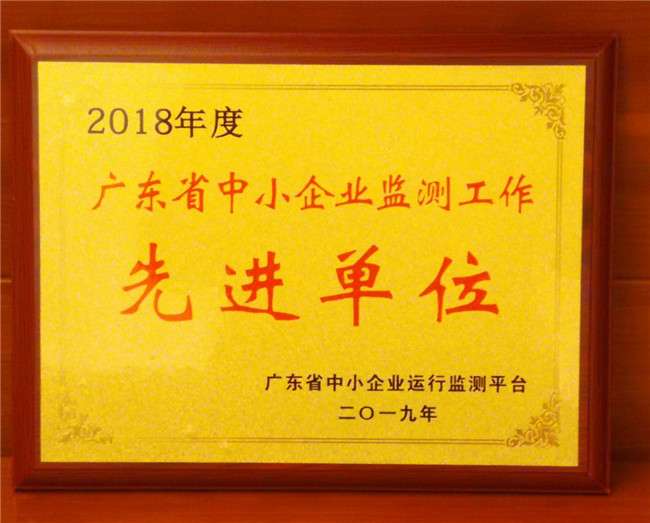 2018年度
广东省中小企业监测工作
先进单位
广东省中小企业运行监测平台
二〇一九年